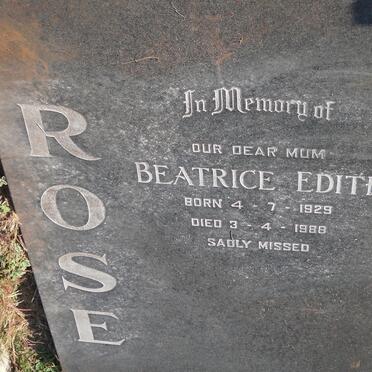 ROSE
In Memory of
OUR DEAR MUM
BEATRICE EDITH
BORN 4 - 7 - 1929
DIED 3 - 4 - 1988
SADLY MISSED